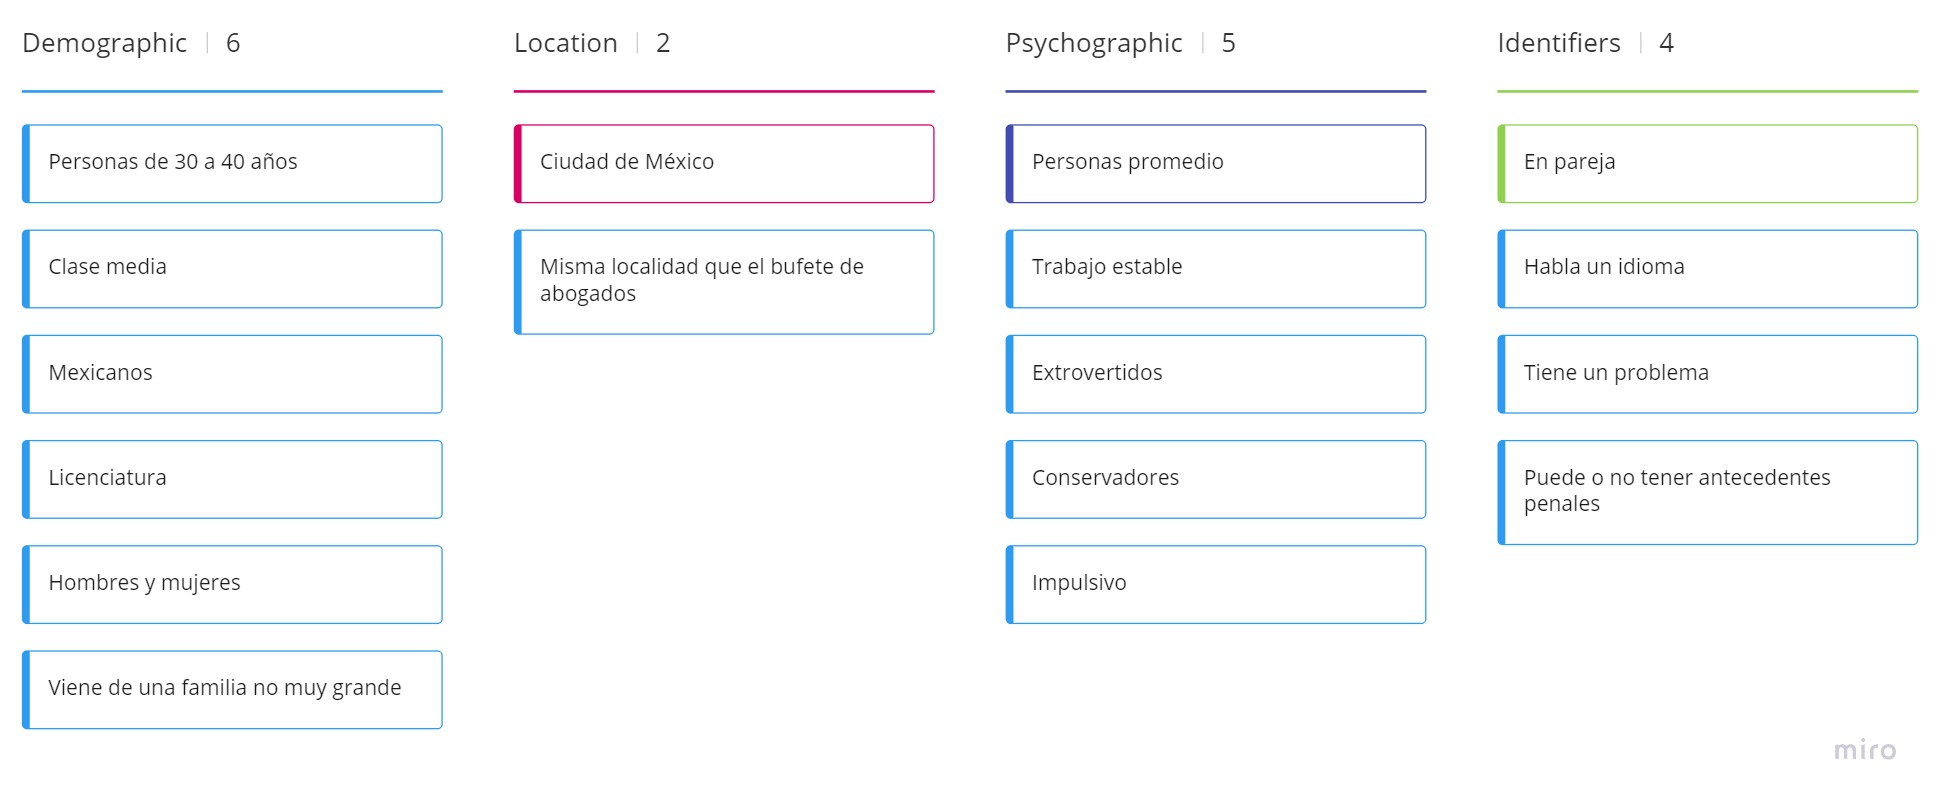 Demographic | 6
Personas de 30 a 40 años
Clase media
Mexicanos
Licenciatura
Hombres y mujeres
Viene de una familia no muy grande
Location | 2
Ciudad de México
Misma localidad que el bufete de
abogados
Psychographic | 5
Personas promedio
Trabajo estable
Extrovertidos
Conservadores
Impulsivo
Identifiers | 4
En pareja
Habla un idioma
Tiene un problema
Puede o no tener antecedentes
penales
miro